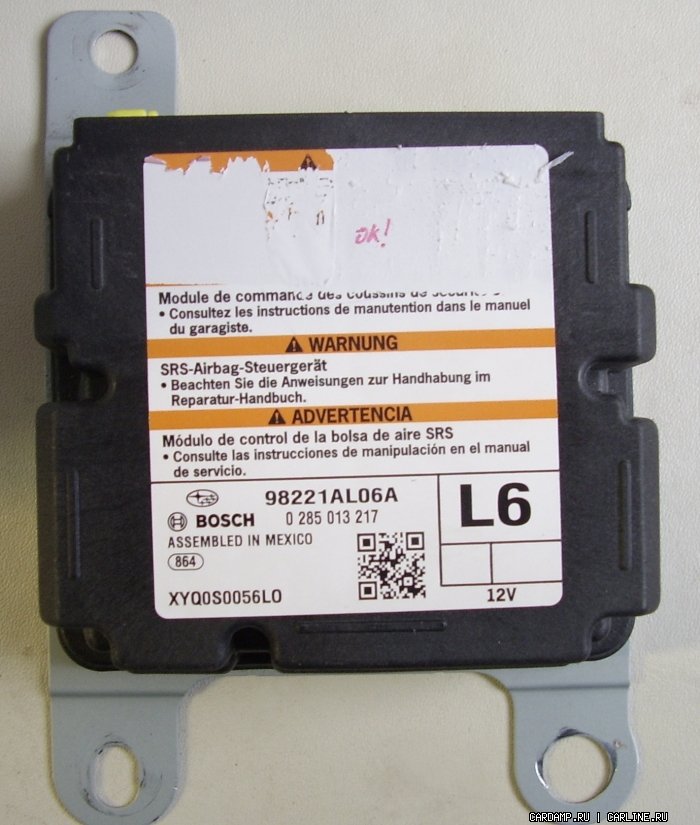 OK!
Module de commande des coussins de
• Consultez les instructions de manutention dans le manuel
du garagiste.
WARNUNG
SRS-Airbag-Steuergerät
• Beachten Sie die Anweisungen zur Handhabung im
Reparatur-Handbuch.
ADVERTENCIA
Módulo de control de la bolsa de aire SRS
• Consulte las instrucciones de manipulación en el manual
de servicio.
98221AL06A
BOSCH 0 285 013 217
ASSEMBLED IN MEXICO
864
XYQ0S0056L0
L6
12V
CARDAMP.RU | CARLINE.RU